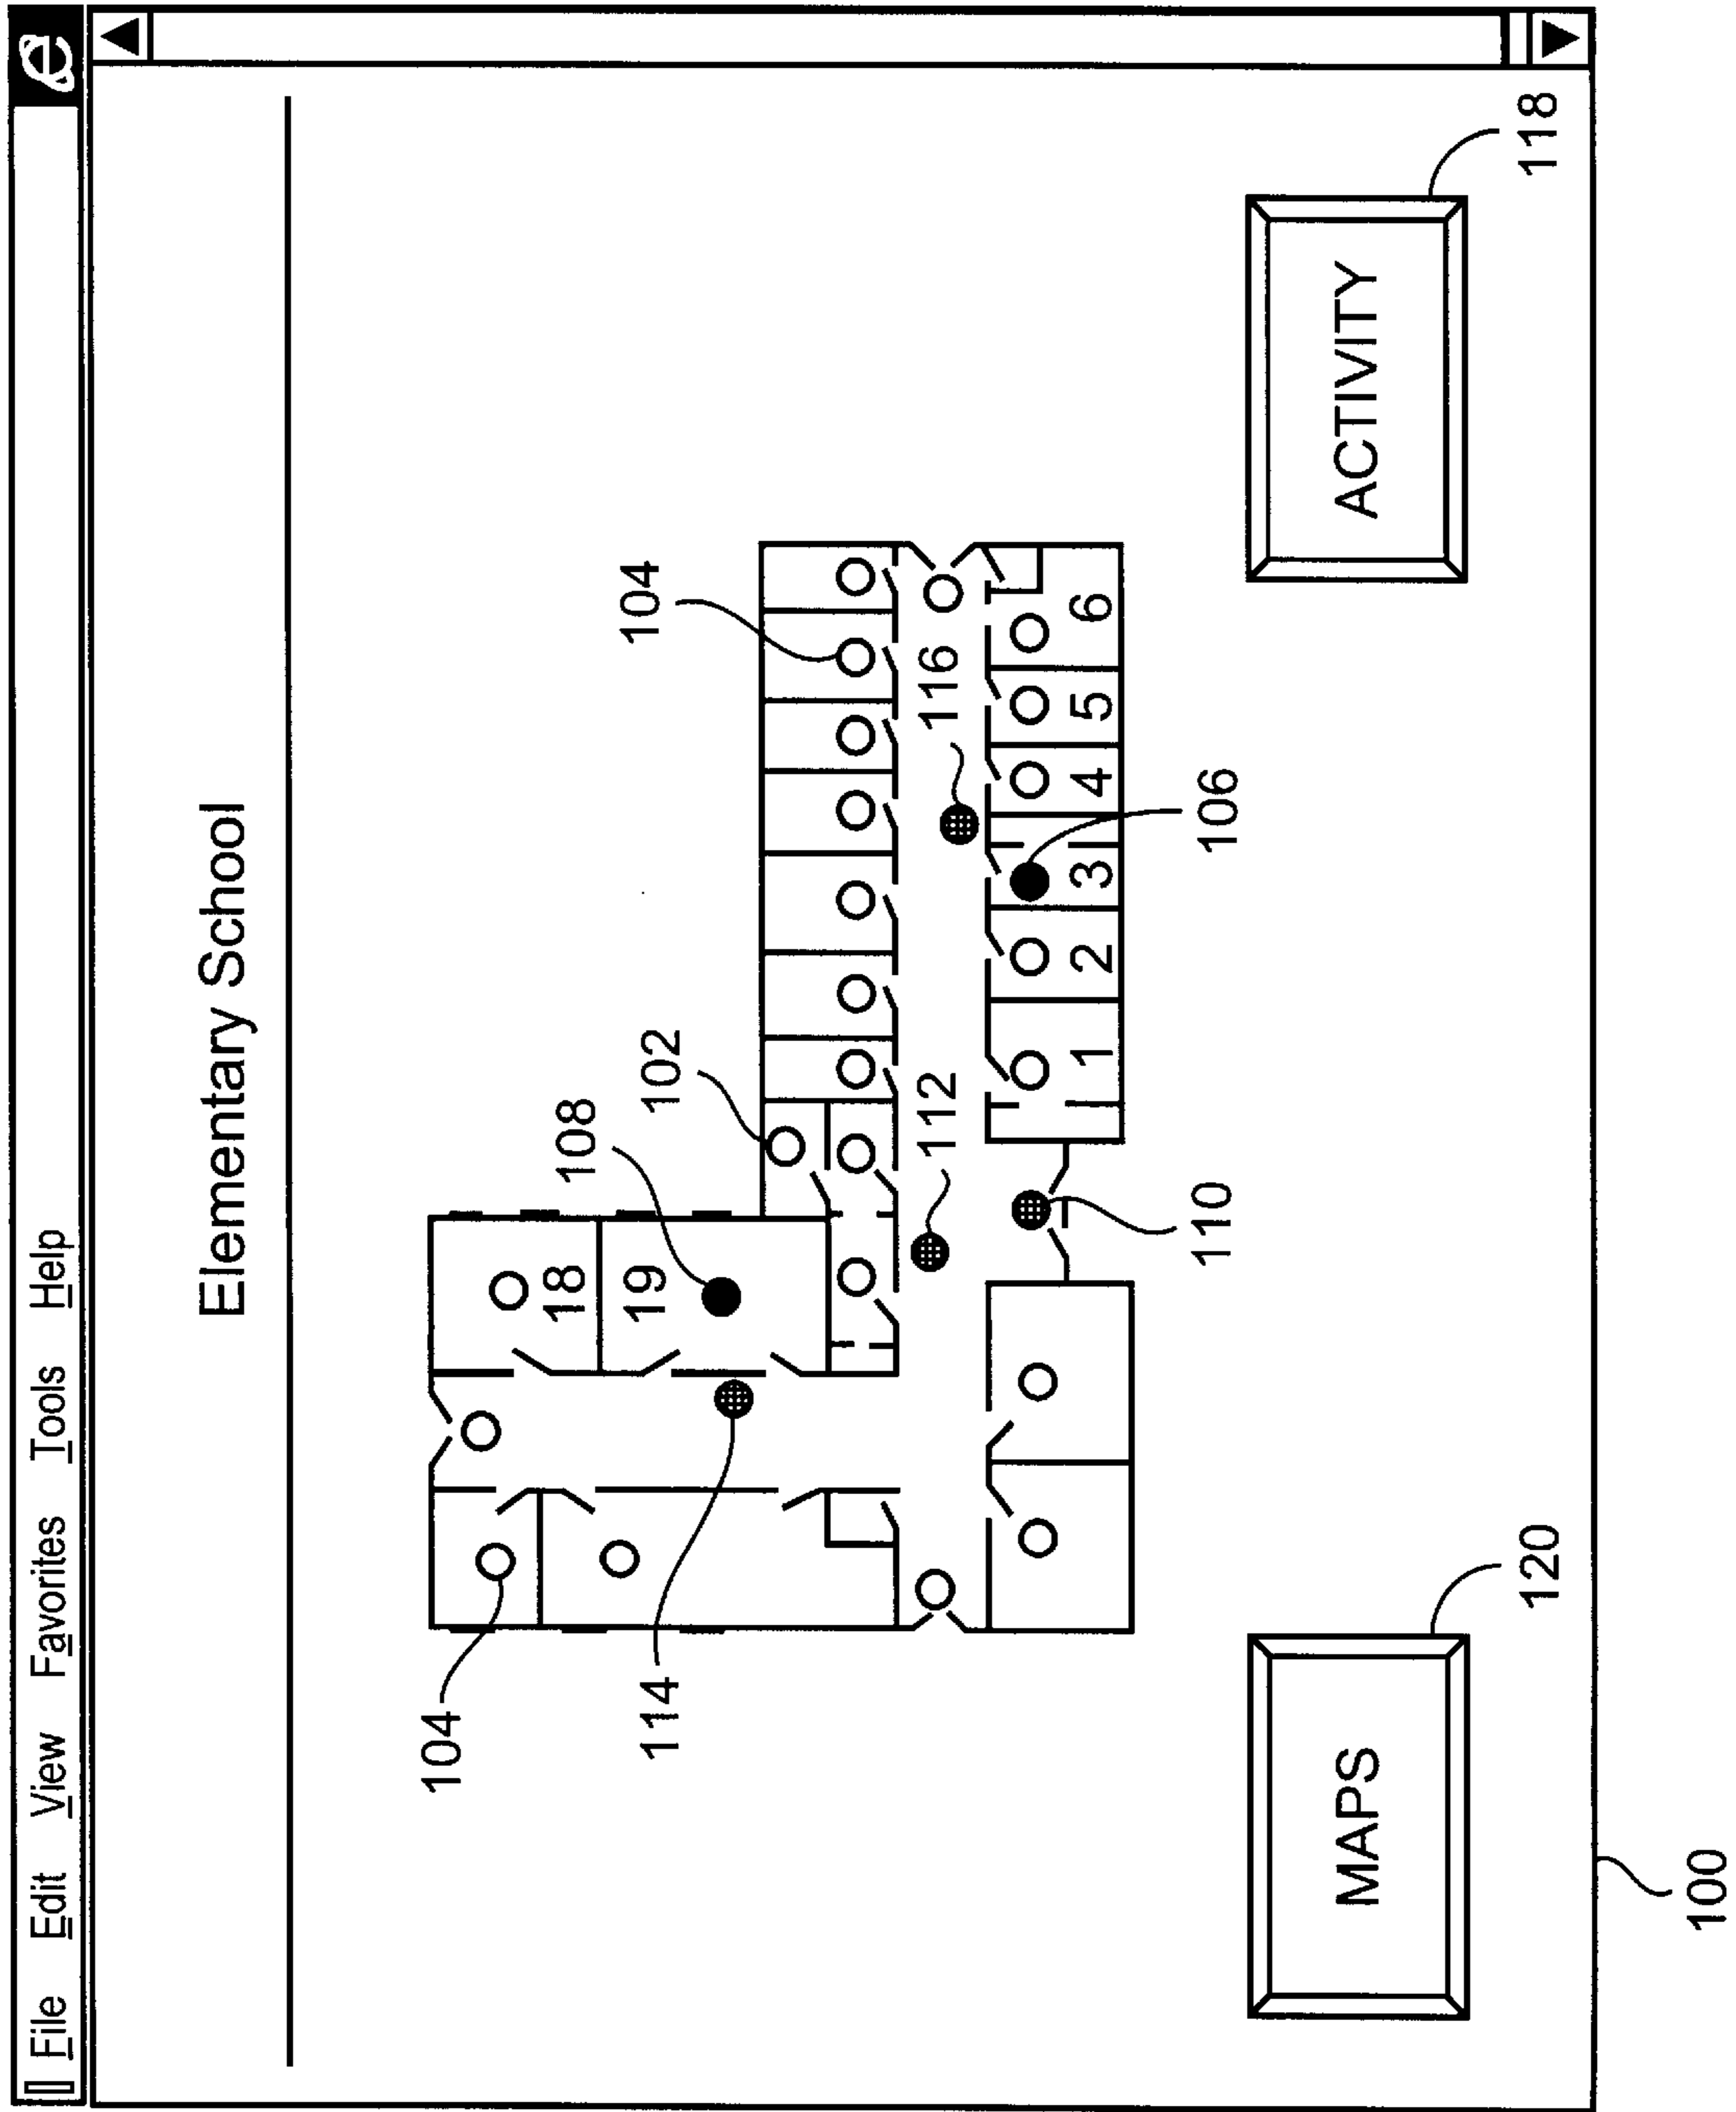 File Edit View Favorites Tools Help
Elementary School
104
108
18
102
19
104
114
112
116
1 2 3 4 5 6
110
106
MAPS
ACTIVITY
120
118
100